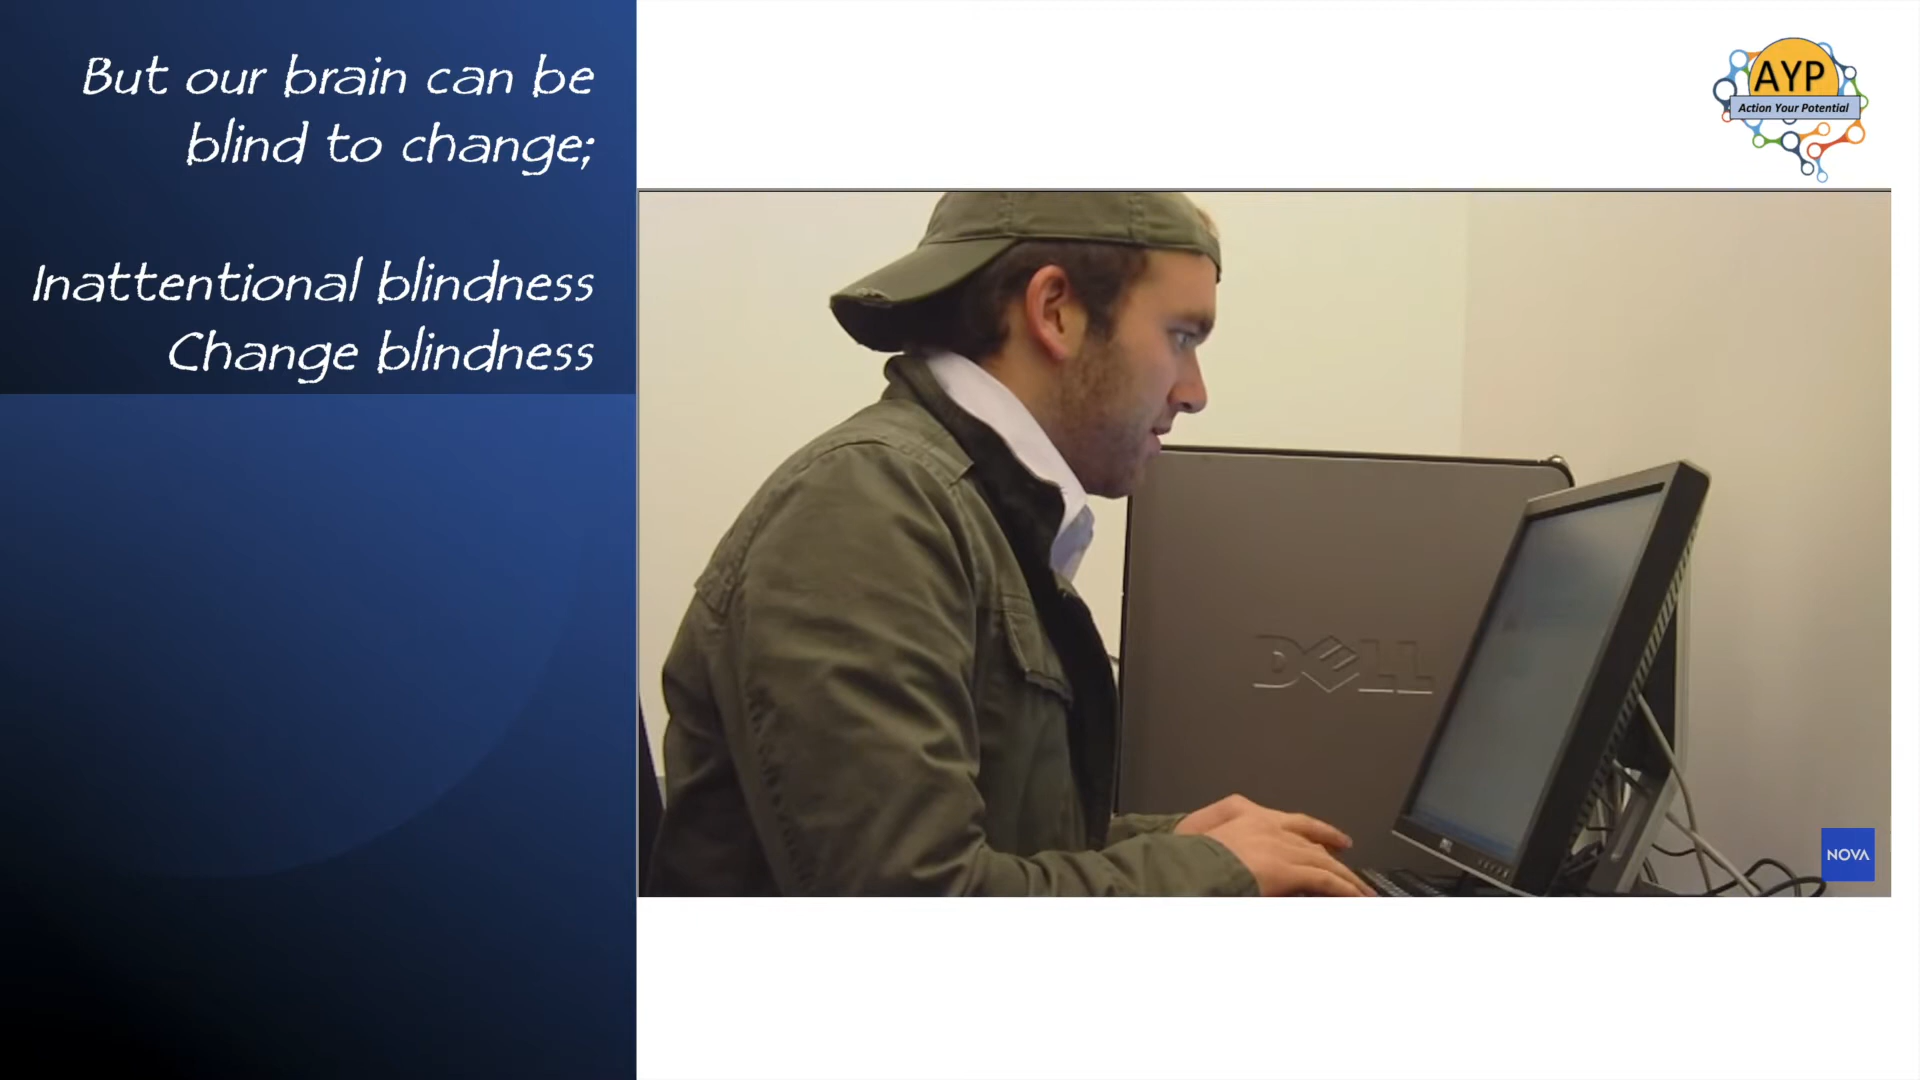 But our brain can be
blind to change;
Inattentional blindness
Change blindness
AYP
Action Your Potential
DELL
NOVA